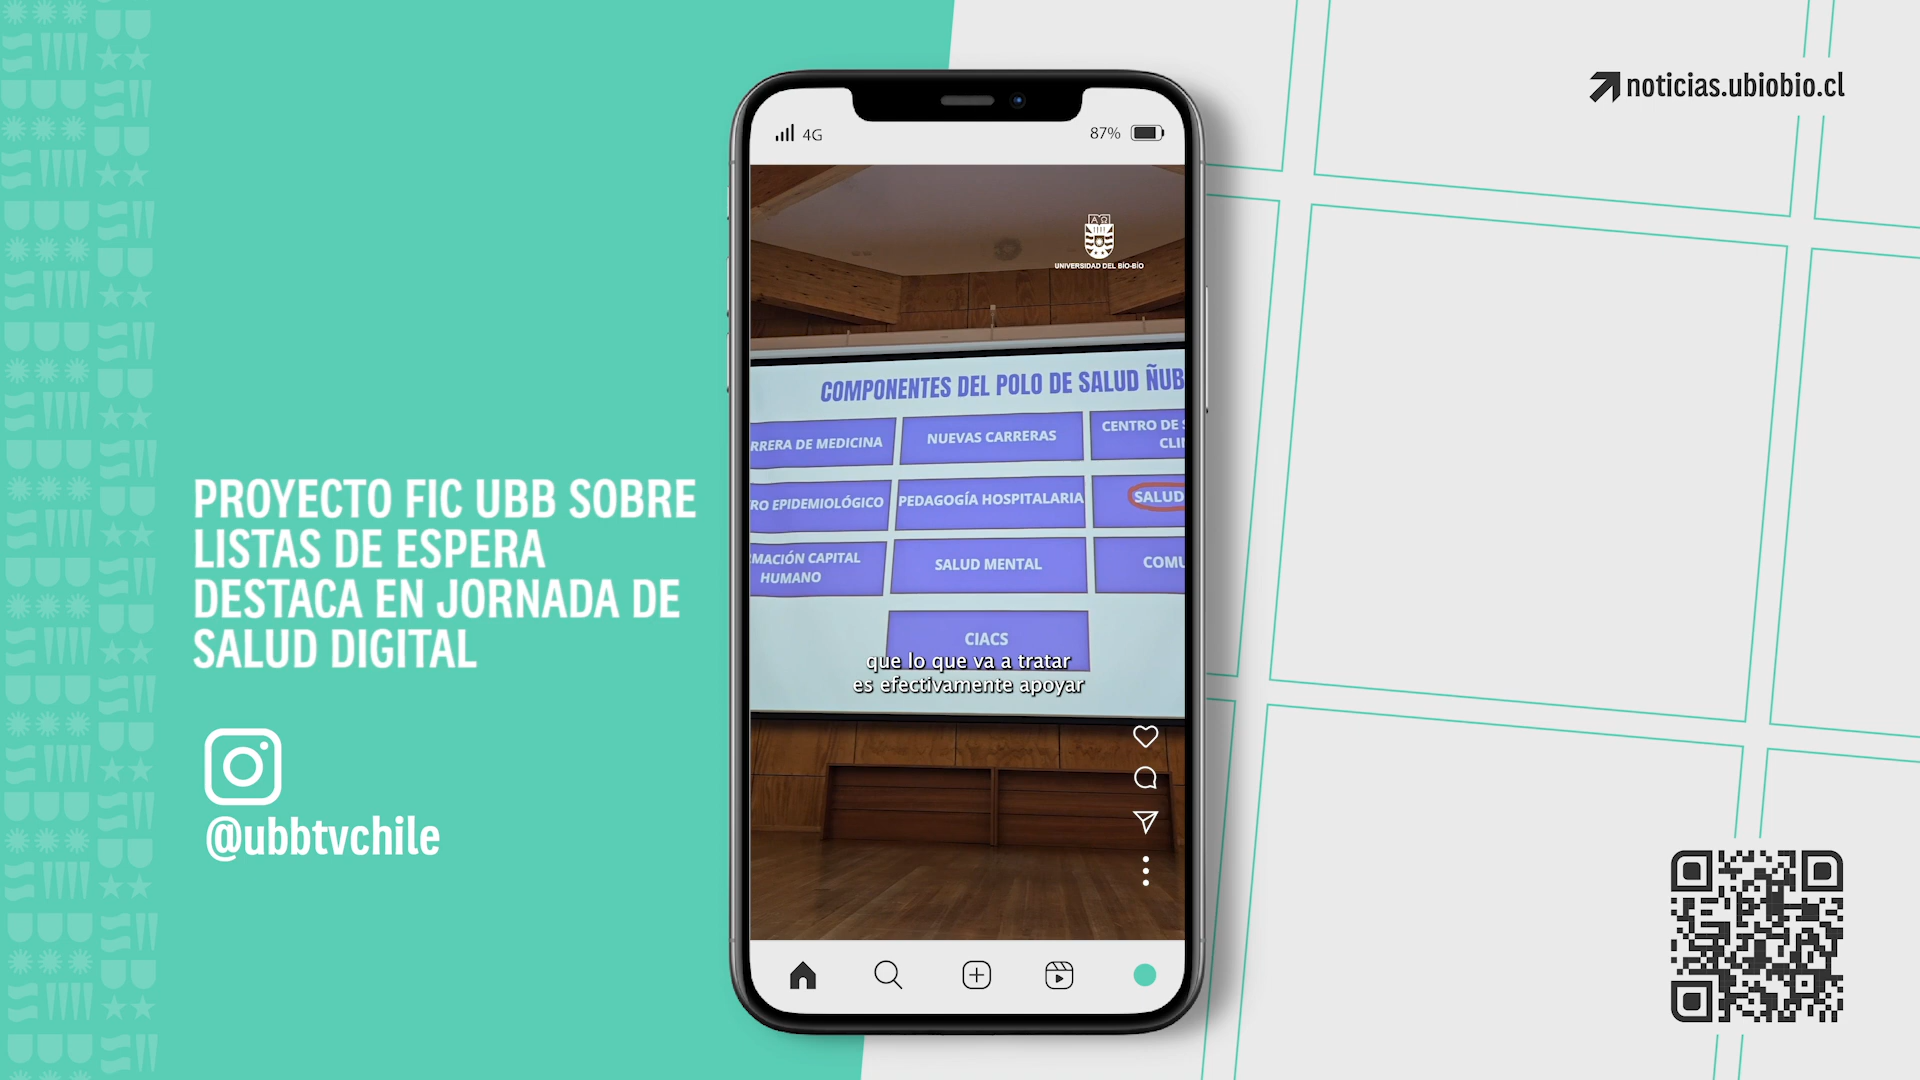 noticias.ubiobio.cl
4G
87%
UNIVERSIDAD DEL BÍO-BÍO
COMPONENTES DEL POLO DE SALUD ÑUB
RRERA DE MEDICINA
NUEVAS CARRERAS
CENTRO DE S
CLI
RO EPIDEMIOLÓGICO
PEDAGOGÍA HOSPITALARIA
SALUD
MACIÓN CAPITAL
HUMANO
SALUD MENTAL
COMU
CIACS
que lo que va a tratar
es efectivamente apoyar
PROYECTO FIC UBB SOBRE
LISTAS DE ESPERA
DESTACA EN JORNADA DE
SALUD DIGITAL
@ubbtvchile